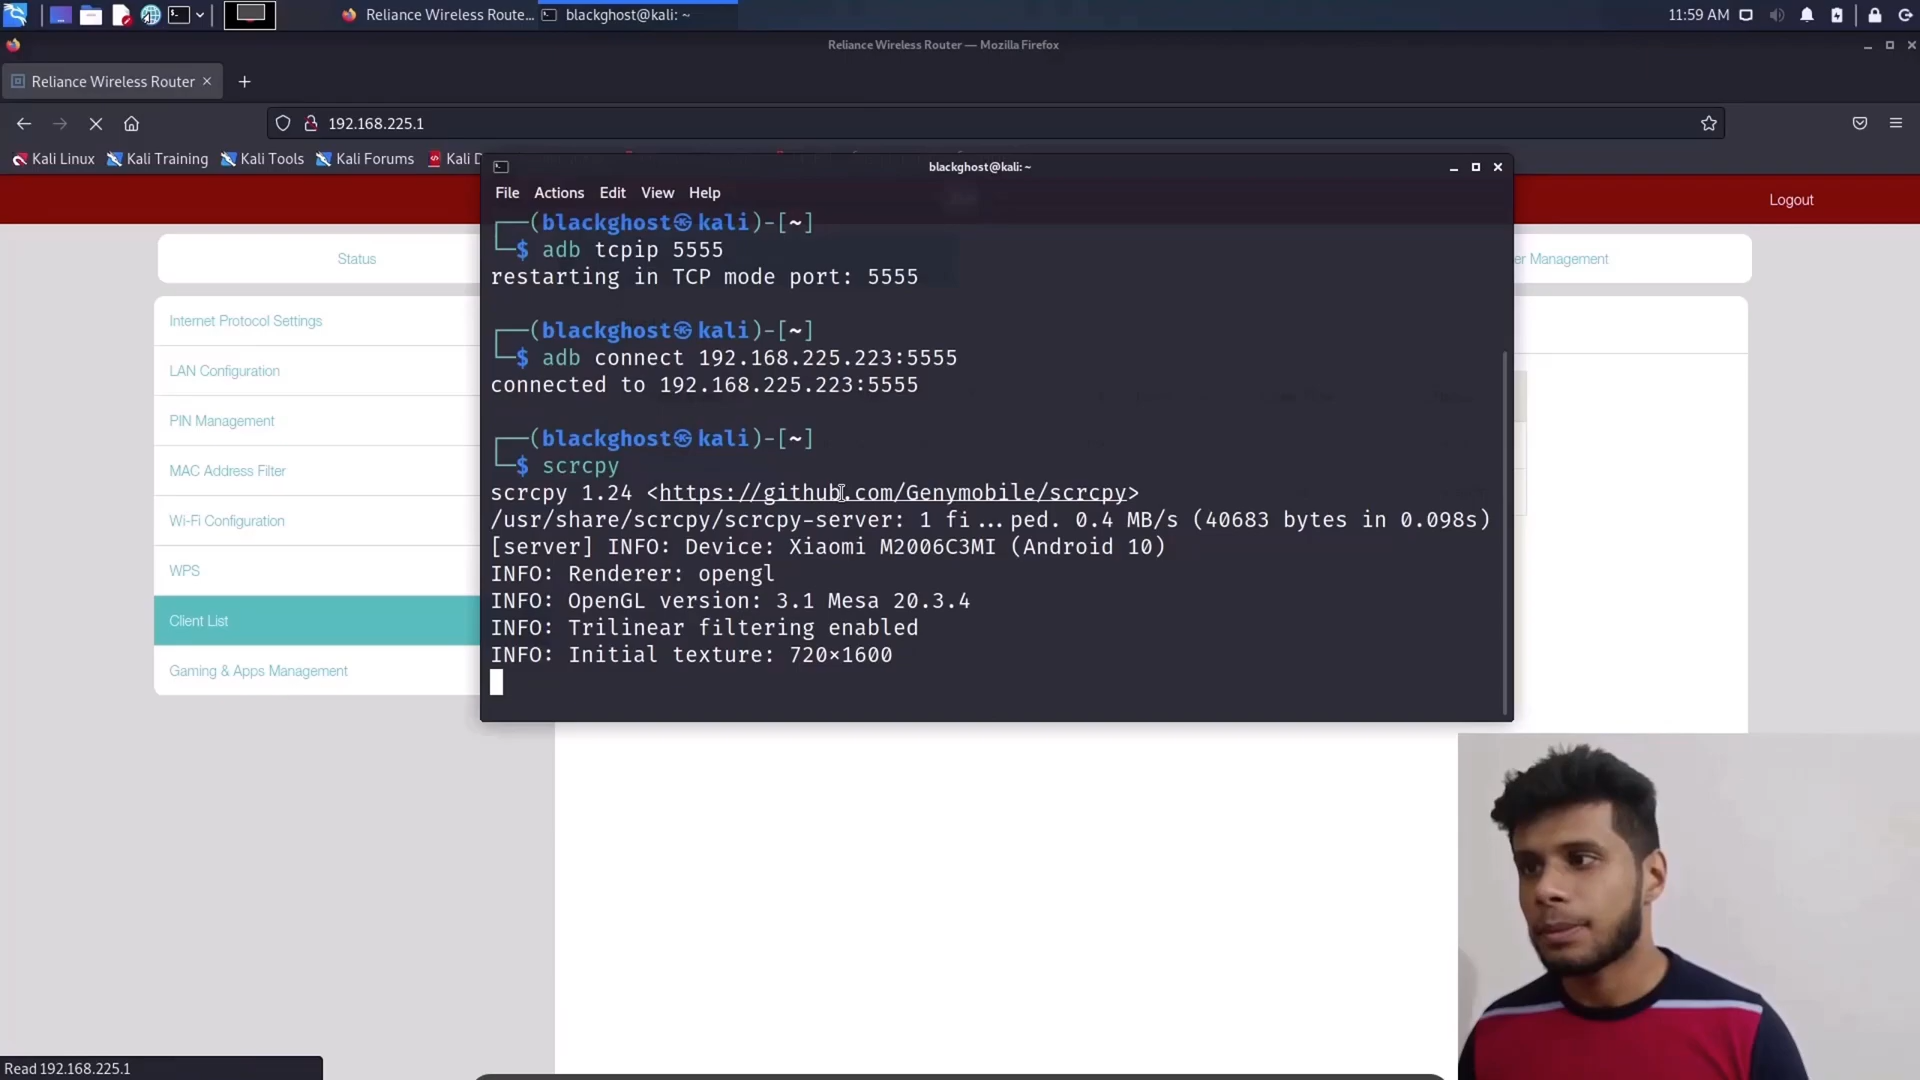 Reliance Wireless Route...
blackghost@kali: ~
11:59 AM
Reliance Wireless Router — Mozilla Firefox
Reliance Wireless Router
192.168.225.1
Kali Linux
Kali Training
Kali Tools
Kali Forums
Kali D
blackghost@kali: ~
File Actions Edit View Help
Logout
Status
er Management
Internet Protocol Settings
LAN Configuration
PIN Management
MAC Address Filter
Wi-Fi Configuration
WPS
Client List
Gaming & Apps Management
┌──(blackghost㉿kali)-[~]
└─$ adb tcpip 5555
restarting in TCP mode port: 5555
┌──(blackghost㉿kali)-[~]
└─$ adb connect 192.168.225.223:5555
connected to 192.168.225.223:5555
┌──(blackghost㉿kali)-[~]
└─$ scrcpy
scrcpy 1.24 <https://github.com/Genymobile/scrcpy>
/usr/share/scrcpy/scrcpy-server: 1 fi...ped. 0.4 MB/s (40683 bytes in 0.098s)
[server] INFO: Device: Xiaomi M2006C3MI (Android 10)
INFO: Renderer: opengl
INFO: OpenGL version: 3.1 Mesa 20.3.4
INFO: Trilinear filtering enabled
INFO: Initial texture: 720×1600
Read 192.168.225.1